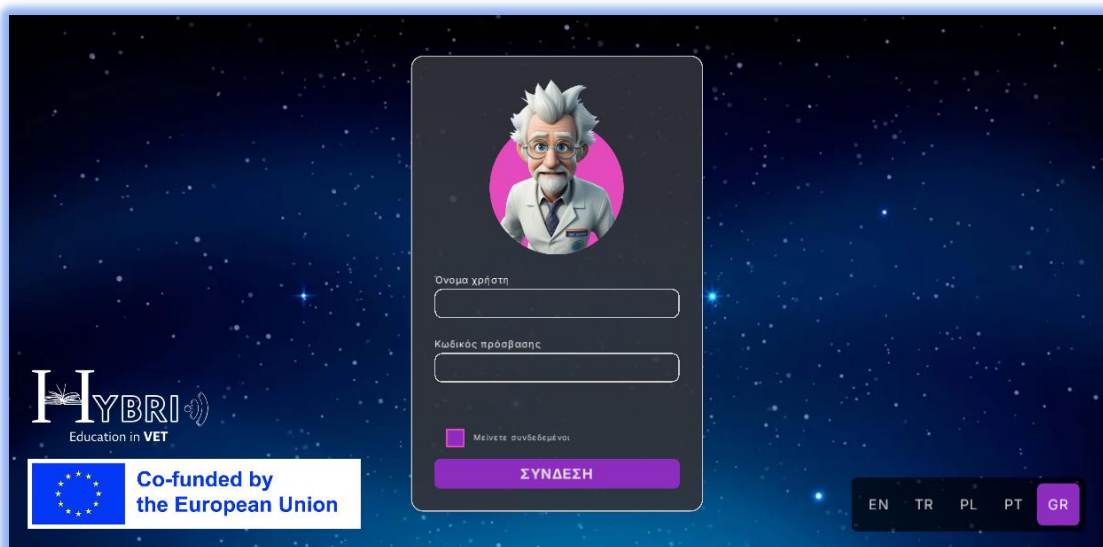 Όνομα χρήστη
Κωδικός πρόσβασης
Μείνετε συνδεδεμένοι
ΣΥΝΔΕΣΗ
HYBRI
Education in VET
Co-funded by
the European Union
EN TR PL PT GR